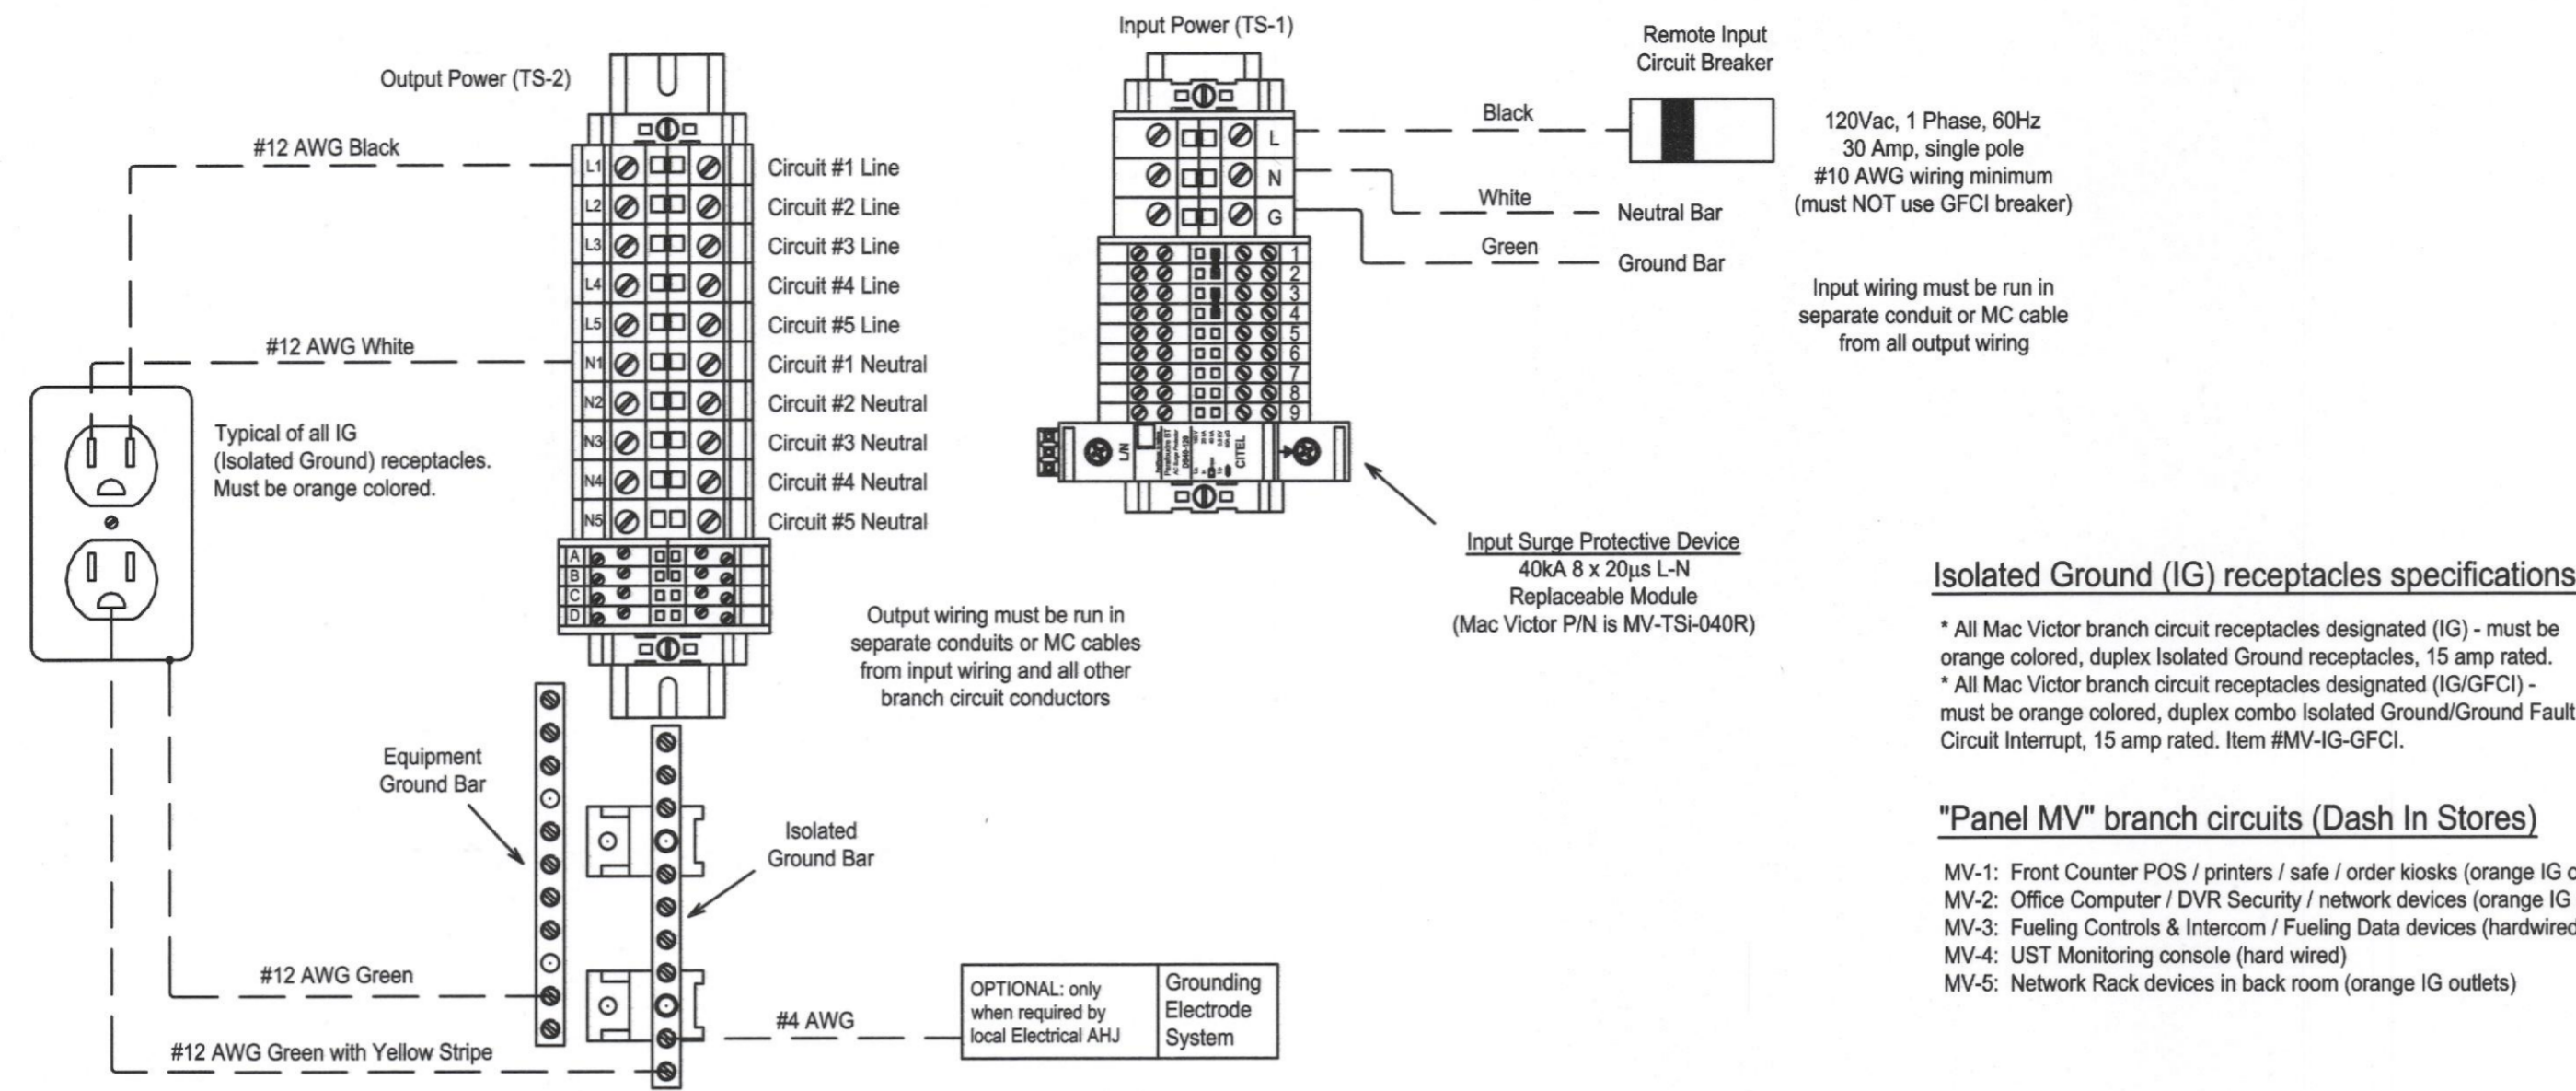 Output Power (TS-2)
#12 AWG Black
L1
L2
L3
L4
L5
N1
N2
N3
N4
N5
A
B
C
D
Circuit #1 Line
Circuit #2 Line
Circuit #3 Line
Circuit #4 Line
Circuit #5 Line
Circuit #1 Neutral
Circuit #2 Neutral
Circuit #3 Neutral
Circuit #4 Neutral
Circuit #5 Neutral
#12 AWG White
Typical of all IG
(Isolated Ground) receptacles.
Must be orange colored.
Output wiring must be run in
separate conduits or MC cables
from input wiring and all other
branch circuit conductors
Equipment
Ground Bar
Isolated
Ground Bar
#12 AWG Green
#12 AWG Green with Yellow Stripe
#4 AWG
OPTIONAL: only
when required by
local Electrical AHJ
Grounding
Electrode
System
Input Power (TS-1)
L
N
G
1
2
3
4
5
6
7
8
9
L/N
CITEL
Black
White
Green
Remote Input
Circuit Breaker
Neutral Bar
Ground Bar
120Vac, 1 Phase, 60Hz
30 Amp, single pole
#10 AWG wiring minimum
(must NOT use GFCI breaker)
Input wiring must be run in
separate conduit or MC cable
from all output wiring
Input Surge Protective Device
40kA 8 x 20µs L-N
Replaceable Module
(Mac Victor P/N is MV-TSi-040R)
Isolated Ground (IG) receptacles specifications
* All Mac Victor branch circuit receptacles designated (IG) - must be
orange colored, duplex Isolated Ground receptacles, 15 amp rated.
* All Mac Victor branch circuit receptacles designated (IG/GFCI) -
must be orange colored, duplex combo Isolated Ground/Ground Fault
Circuit Interrupt, 15 amp rated. Item #MV-IG-GFCI.
"Panel MV" branch circuits (Dash In Stores)
MV-1: Front Counter POS / printers / safe / order kiosks (orange IG
MV-2: Office Computer / DVR Security / network devices (orange IG
MV-3: Fueling Controls & Intercom / Fueling Data devices (hardwired
MV-4: UST Monitoring console (hard wired)
MV-5: Network Rack devices in back room (orange IG outlets)